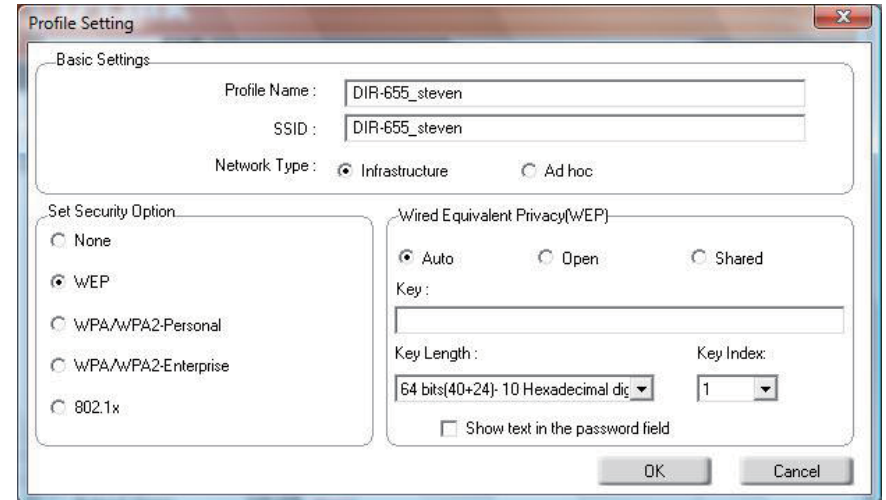 Profile Setting
Basic Settings
Profile Name :
DIR-655_steven
SSID :
DIR-655_steven
Network Type :
Infrastructure
Ad hoc
Set Security Option
None
WEP
WPA/WPA2-Personal
WPA/WPA2-Enterprise
802.1x
Wired Equivalent Privacy(WEP)
Auto
Open
Shared
Key :
Key Length :
Key Index:
64 bits(40+24)- 10 Hexadecimal dig
1
Show text in the password field
OK
Cancel